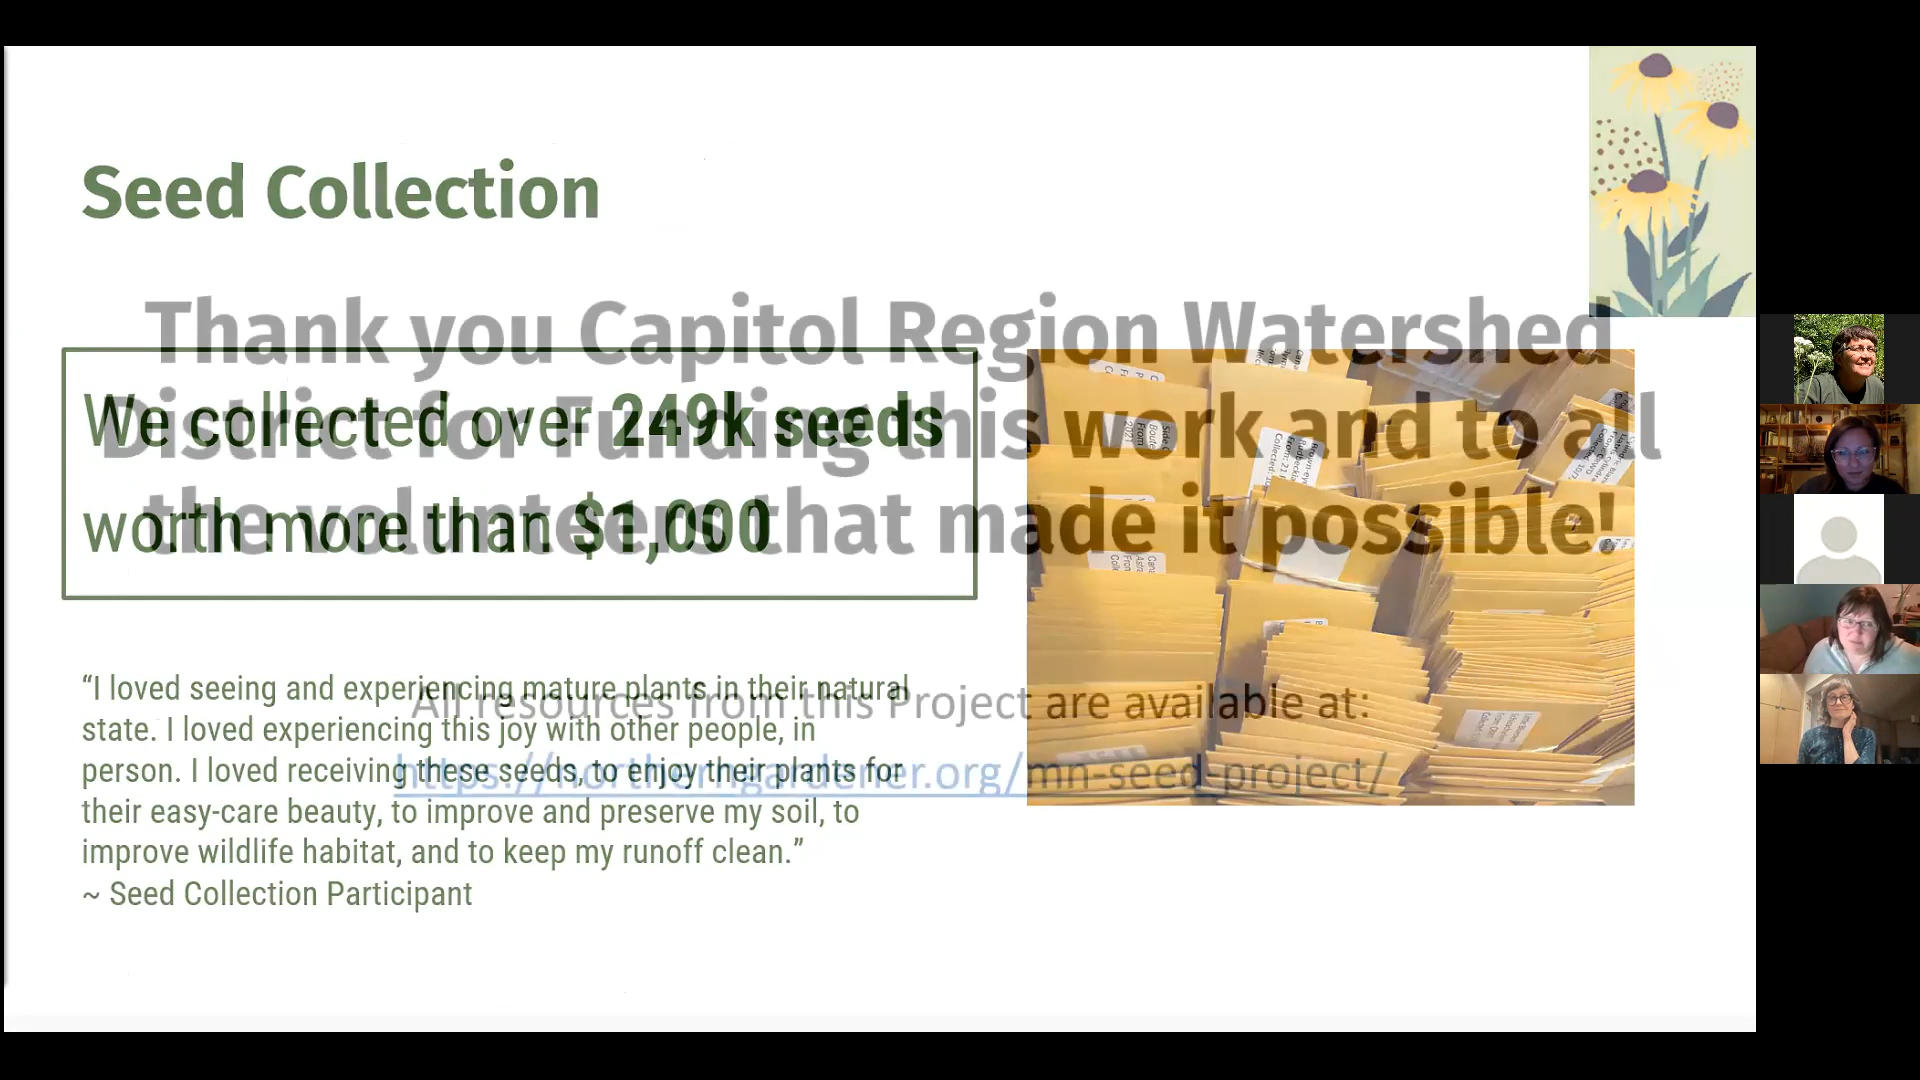 Seed Collection
Thank you Capitol Region Watershed
District for Funding this work and to all
the volunteers that made it possible!
We collected over 249k seeds
worth more than $1,000
All resources from this Project are available at:
https://northerngardener.org/mn-seed-project/
“I loved seeing and experiencing mature plants in their natural
state. I loved experiencing this joy with other people, in
person. I loved receiving these seeds, to enjoy their plants for
their easy-care beauty, to improve and preserve my soil, to
improve wildlife habitat, and to keep my runoff clean.”
~ Seed Collection Participant